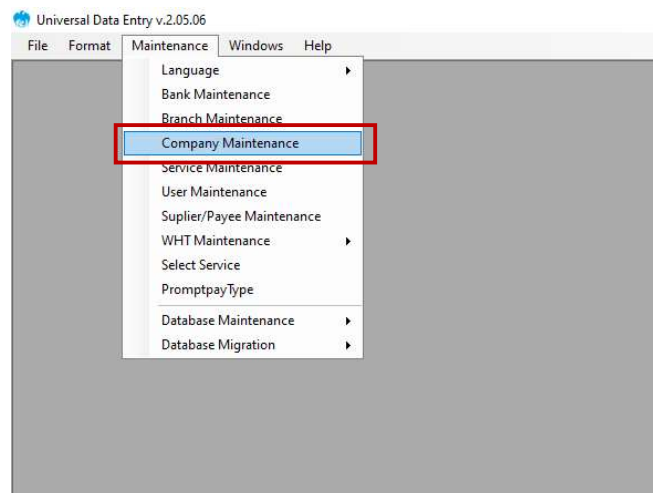 Universal Data Entry v.2.05.06
File Format Maintenance Windows Help
Language
Bank Maintenance
Branch Maintenance
Company Maintenance
Service Maintenance
User Maintenance
Suplier/Payee Maintenance
WHT Maintenance
Select Service
PromptpayType
Database Maintenance
Database Migration